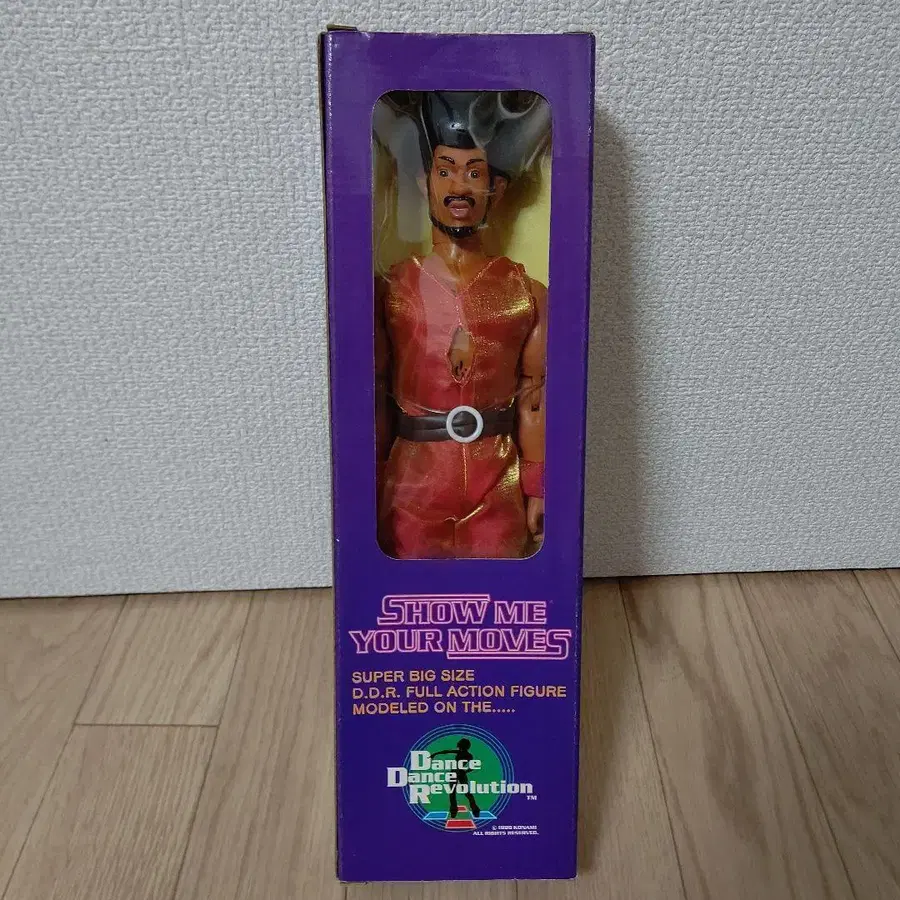 SHOW ME
YOUR MOVES
SUPER BIG SIZE
D.D.R. FULL ACTION FIGURE
MODELED ON THE.....
Dance
Dance
Revolution
TM
© 1999 KONAMI
ALL RIGHTS RESERVED.